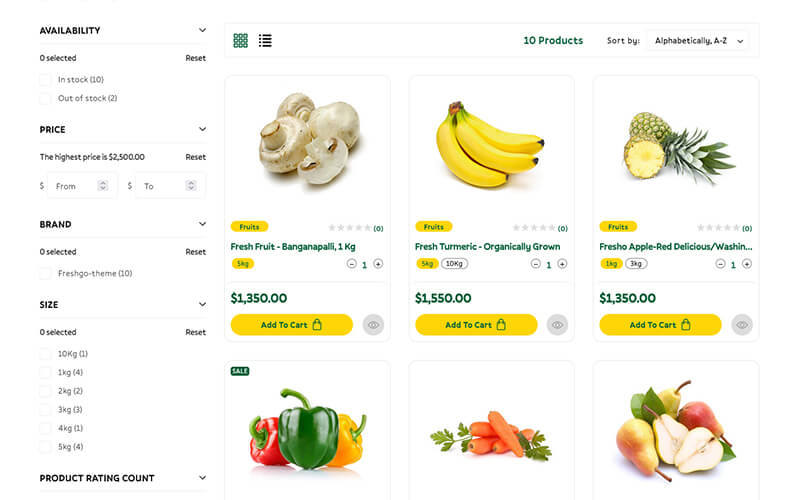 AVAILABILITY
0 selected Reset
In stock (10)
Out of stock (2)
PRICE
The highest price is $2,500.00 Reset
$ From $ To
BRAND
0 selected Reset
Freshgo-theme (10)
SIZE
0 selected Reset
10Kg (1)
1kg (4)
2kg (2)
3kg (3)
4kg (1)
5kg (4)
PRODUCT RATING COUNT
10 Products Sort by: Alphabetically, A-Z
Fruits (0)
Fresh Fruit - Banganapalli, 1 Kg
5kg 1
$1,350.00
Add To Cart
Fruits (0)
Fresh Turmeric - Organically Grown
5kg 10Kg 1
$1,550.00
Add To Cart
Fruits (0)
Fresho Apple-Red Delicious/Washin...
1kg 3kg 1
$1,350.00
Add To Cart
SALE